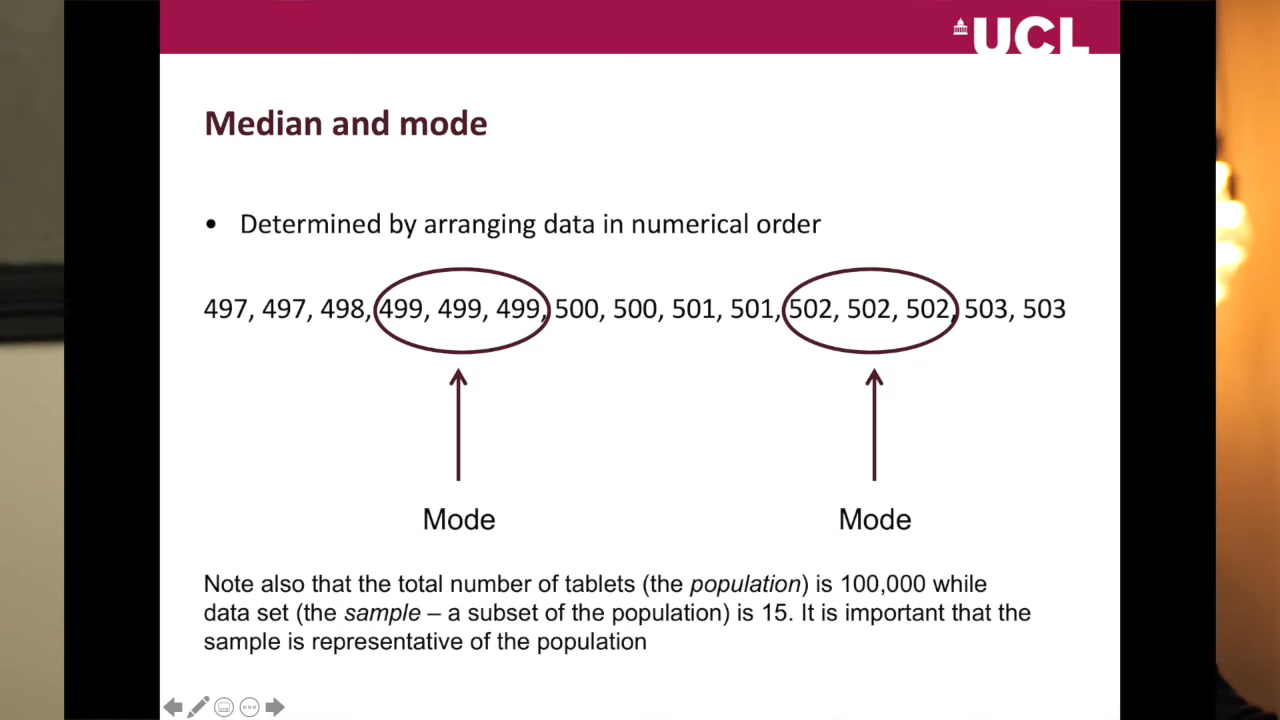 UCL
Median and mode
• Determined by arranging data in numerical order
497, 497, 498, 499, 499, 499, 500, 500, 501, 501, 502, 502, 502, 503, 503
Mode
Mode
Note also that the total number of tablets (the population) is 100,000 while
data set (the sample – a subset of the population) is 15. It is important that the
sample is representative of the population